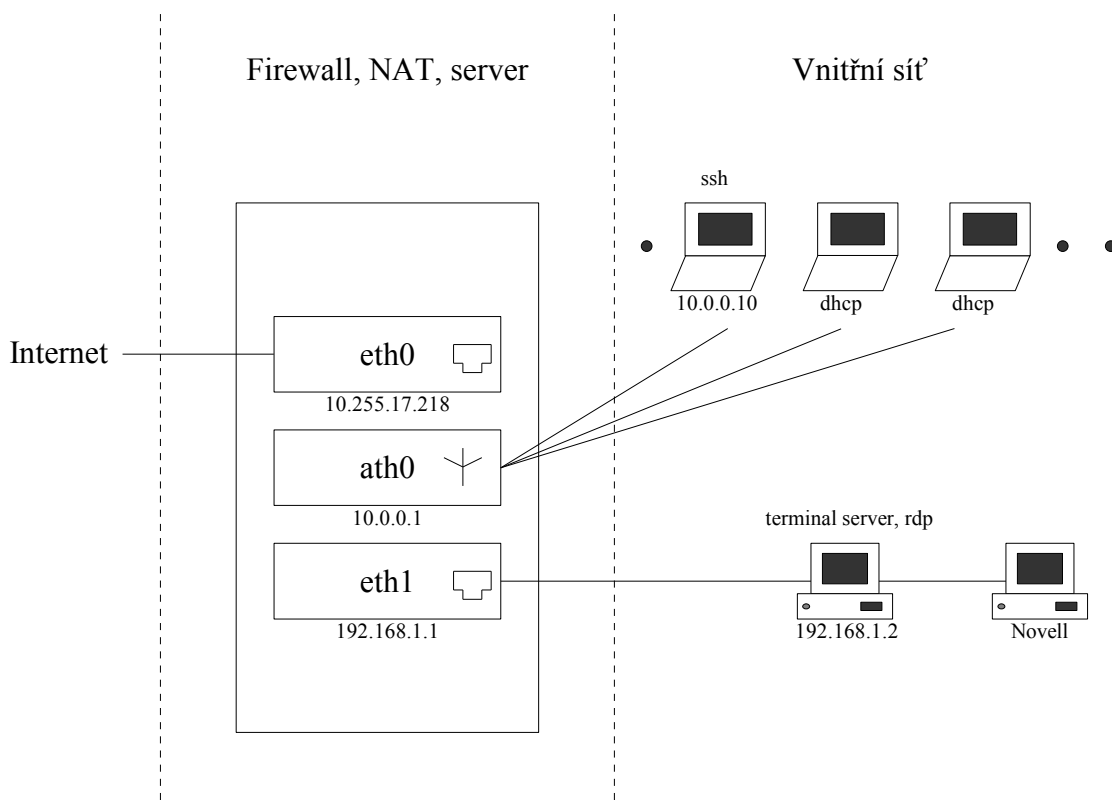 Firewall, NAT, server
Vnitřní síť
ssh
10.0.0.10
dhcp
dhcp
Internet
eth0
10.255.17.218
ath0
10.0.0.1
terminal server, rdp
eth1
192.168.1.1
192.168.1.2
Novell